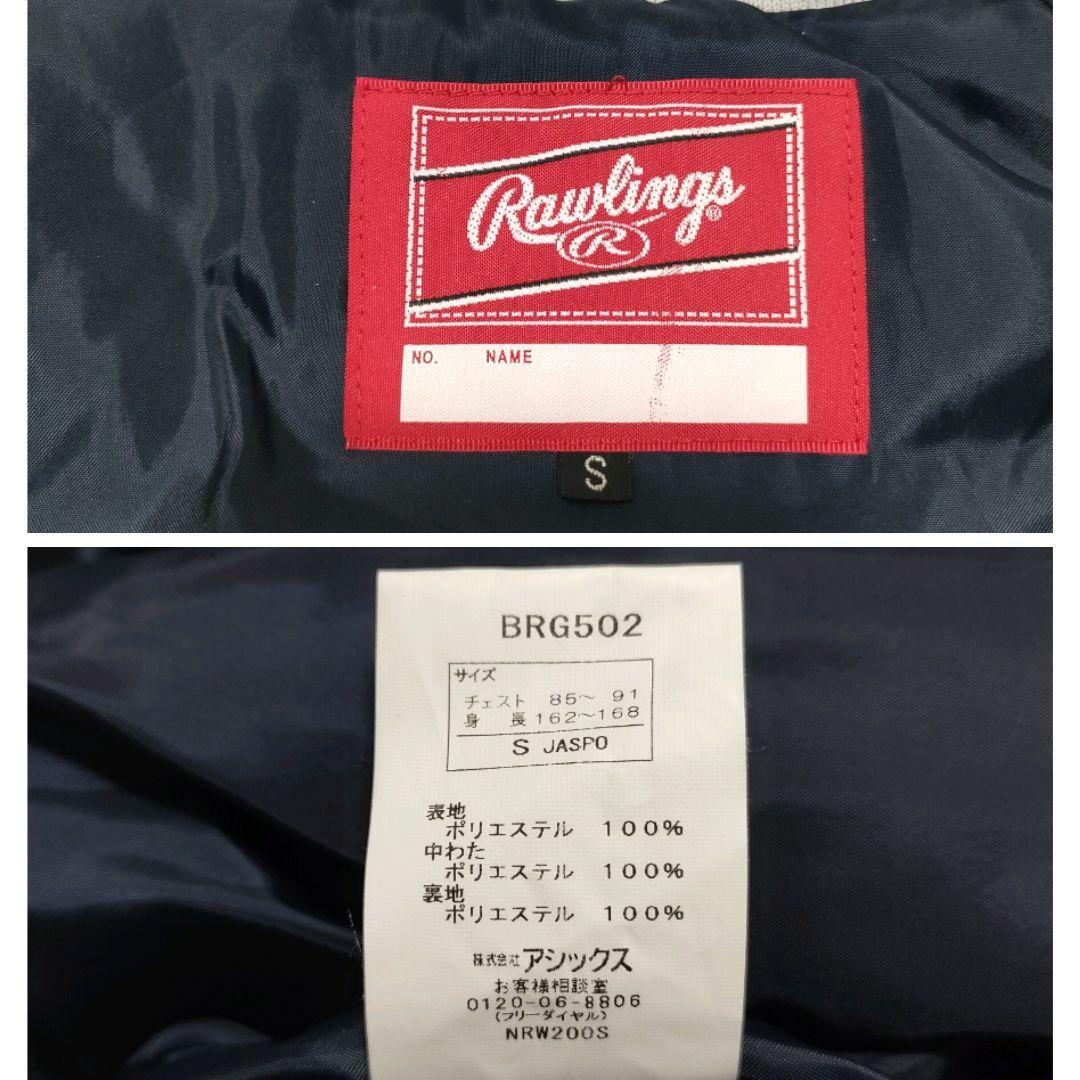 Rawlings®
R
NO. NAME
S
BRG502
サイズ
チェスト 85～ 91
身 長 162～168
S JASPO
表地
ポリエステル 100%
中わた
ポリエステル 100%
裏地
ポリエステル 100%
株式会社アシックス
お客様相談室
0120-06-8806
(フリーダイヤル)
NRW200S